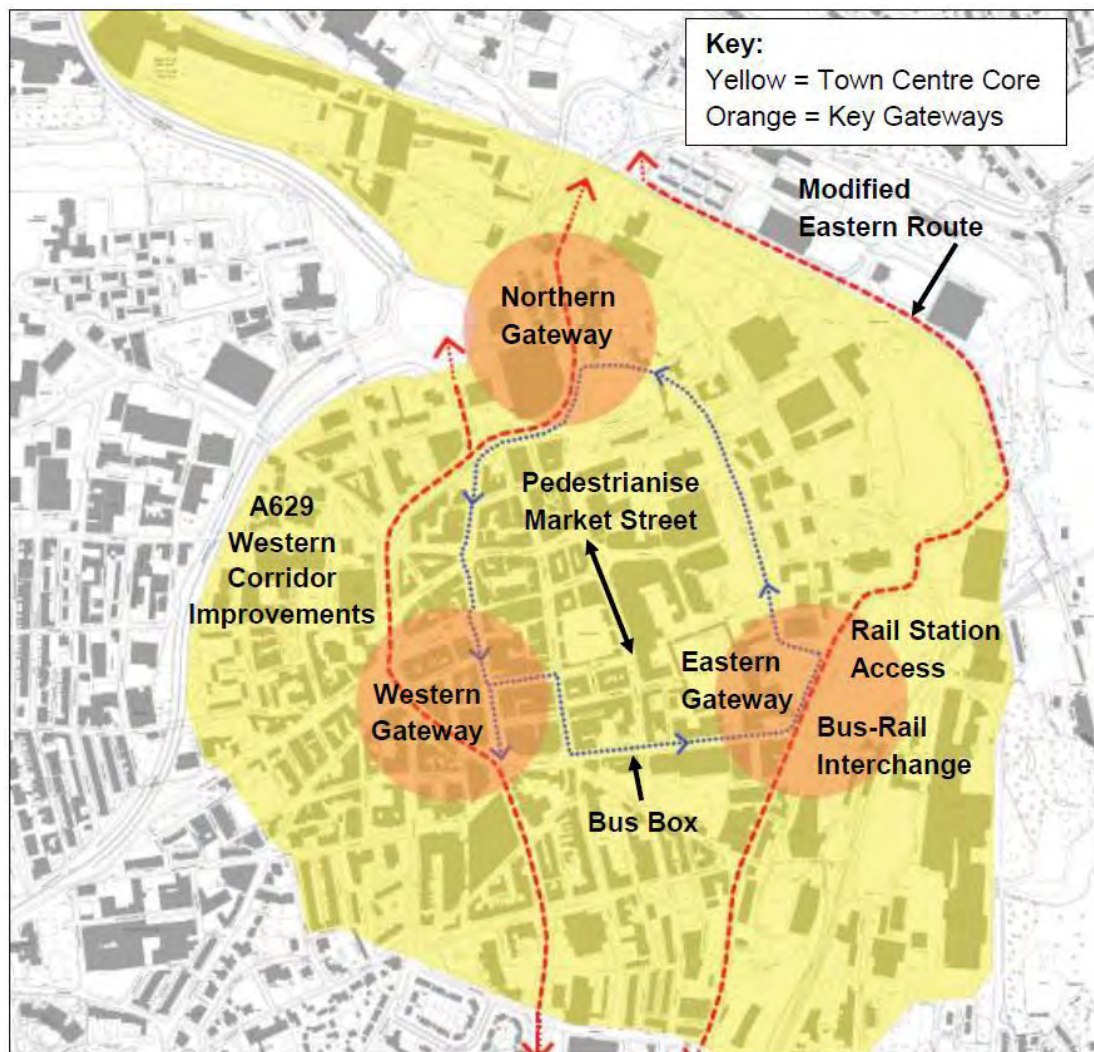 Key:
Yellow = Town Centre Core
Orange = Key Gateways
Modified
Eastern Route
Northern
Gateway
Pedestrianise
Market Street
A629
Western
Corridor
Improvements
Western
Gateway
Eastern
Gateway
Rail Station
Access
Bus-Rail
Interchange
Bus Box